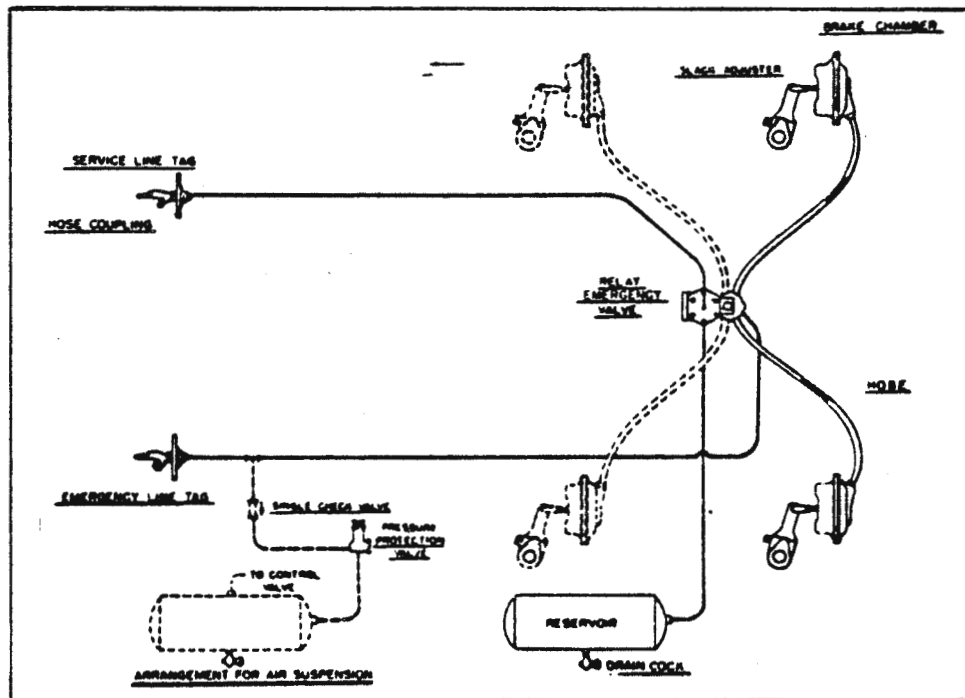 BRAKE CHAMBER
SLACK ADJUSTER
SERVICE LINE TAG
HOSE COUPLING
RELAY
EMERGENCY
VALVE
HOSE
EMERGENCY LINE TAG
SINGLE CHECK VALVE
PRESSURE
PROTECTION
VALVE
TO CONTROL
VALVE
RESERVOIR
DRAIN COCK
ARRANGEMENT FOR AIR SUSPENSION